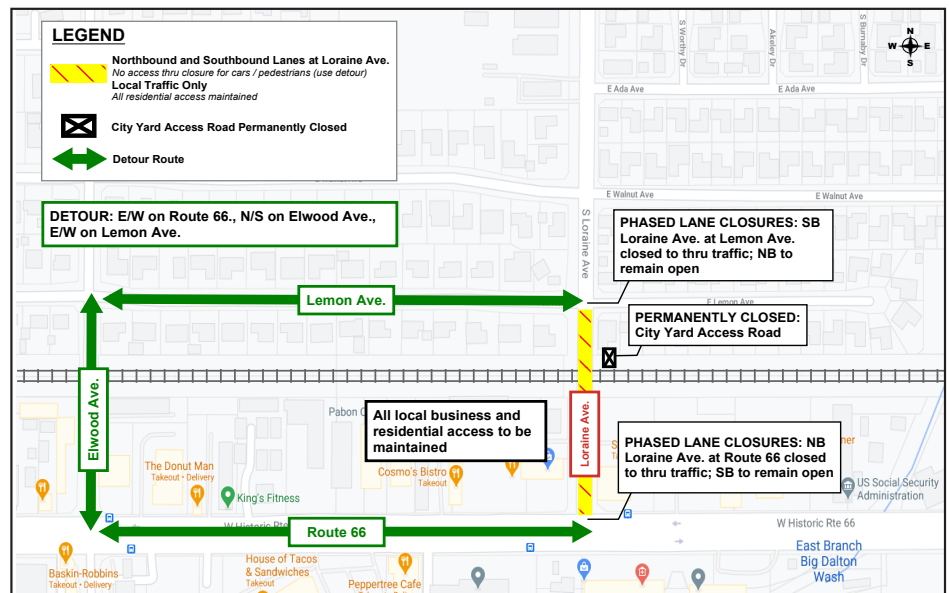 LEGEND
Northbound and Southbound Lanes at Loraine Ave.
No access thru closure for cars / pedestrians (use detour)
Local Traffic Only
All residential access maintained
City Yard Access Road Permanently Closed
Detour Route
N
W E
S
S Worthy Dr
Akeley Dr
S Burnaby Dr
E Ada Ave
E Ada Ave
E Walnut Ave
E Walnut Ave
S Loraine Ave
DETOUR: E/W on Route 66., N/S on Elwood Ave.,
E/W on Lemon Ave.
PHASED LANE CLOSURES: SB
Loraine Ave. at Lemon Ave.
closed to thru traffic; NB to
remain open
Lemon Ave.
E Lemon Ave
PERMANENTLY CLOSED:
City Yard Access Road
Elwood Ave.
Loraine Ave.
Pabon
All local business and
residential access to be
maintained
PHASED LANE CLOSURES: NB
Loraine Ave. at Route 66 closed
to thru traffic; SB to remain open
The Donut Man
Takeout • Delivery
King's Fitness
Cosmo's Bistro
Takeout
US Social Security
Administration
W Historic Rte
Route 66
W Historic Rte 66
East Branch
Big Dalton
Wash
Baskin-Robbins
Takeout • Delivery
House of Tacos
& Sandwiches
Takeout
Peppertree Cafe